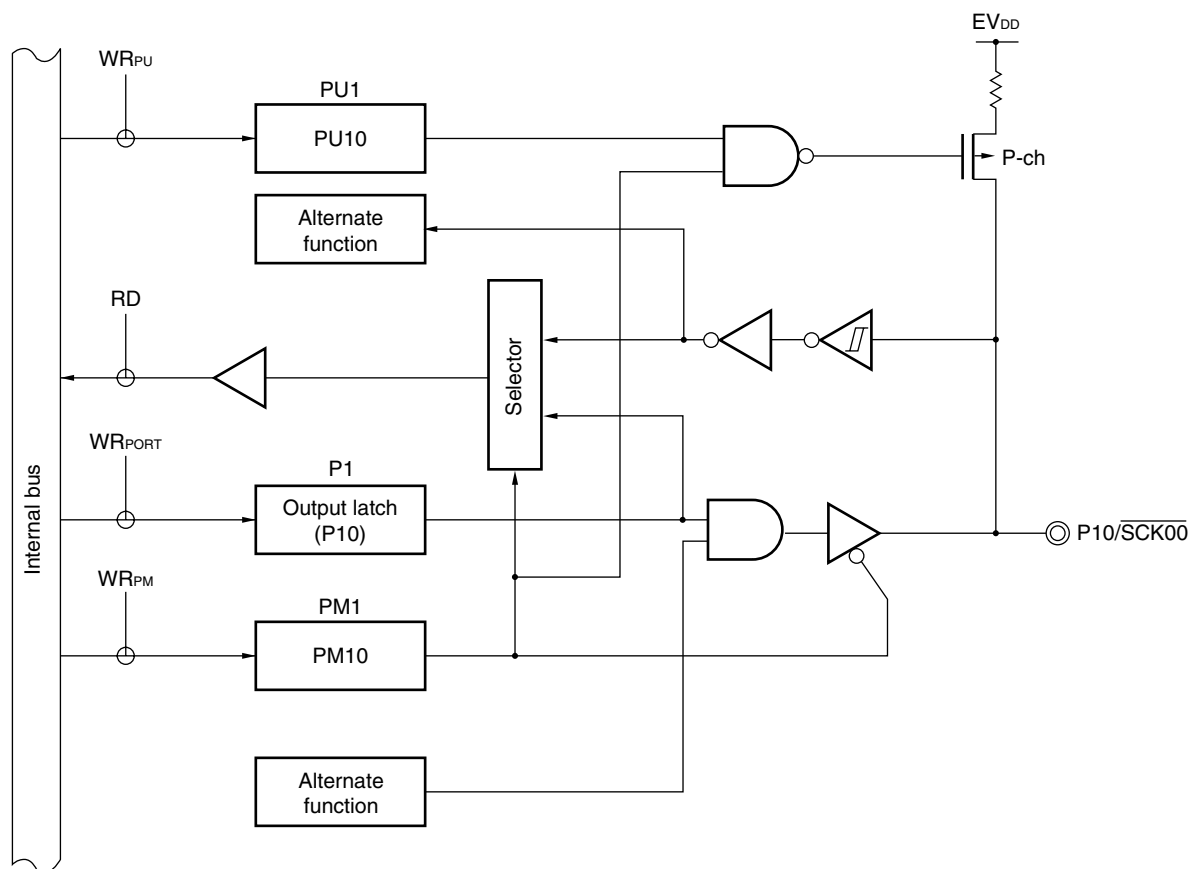 EVDD
WRPU
PU1
PU10
P-ch
Alternate
function
RD
Selector
WRPORT
P1
Output latch
(P10)
Internal bus
P10/SCK00
WRPM
PM1
PM10
Alternate
function